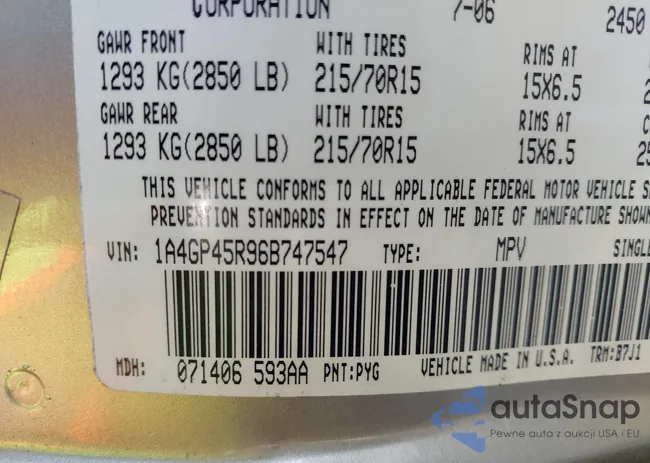 CORPORATION 7-06 2450
GAWR FRONT WITH TIRES RIMS AT
1293 KG(2850 LB) 215/70R15 15X6.5
GAWR REAR WITH TIRES RIMS AT
1293 KG(2850 LB) 215/70R15 15X6.5
THIS VEHICLE CONFORMS TO ALL APPLICABLE FEDERAL MOTOR VEHICLE
PREVENTION STANDARDS IN EFFECT ON THE DATE OF MANUFACTURE SHOWN
VIN: 1A4GP45R96B747547 TYPE: MPV SINGLE
MDH: 071406 593AA PNT:PYG VEHICLE MADE IN U.S.A. TRM:B7J1
autaSnap
Pewne auta z aukcji USA i EU